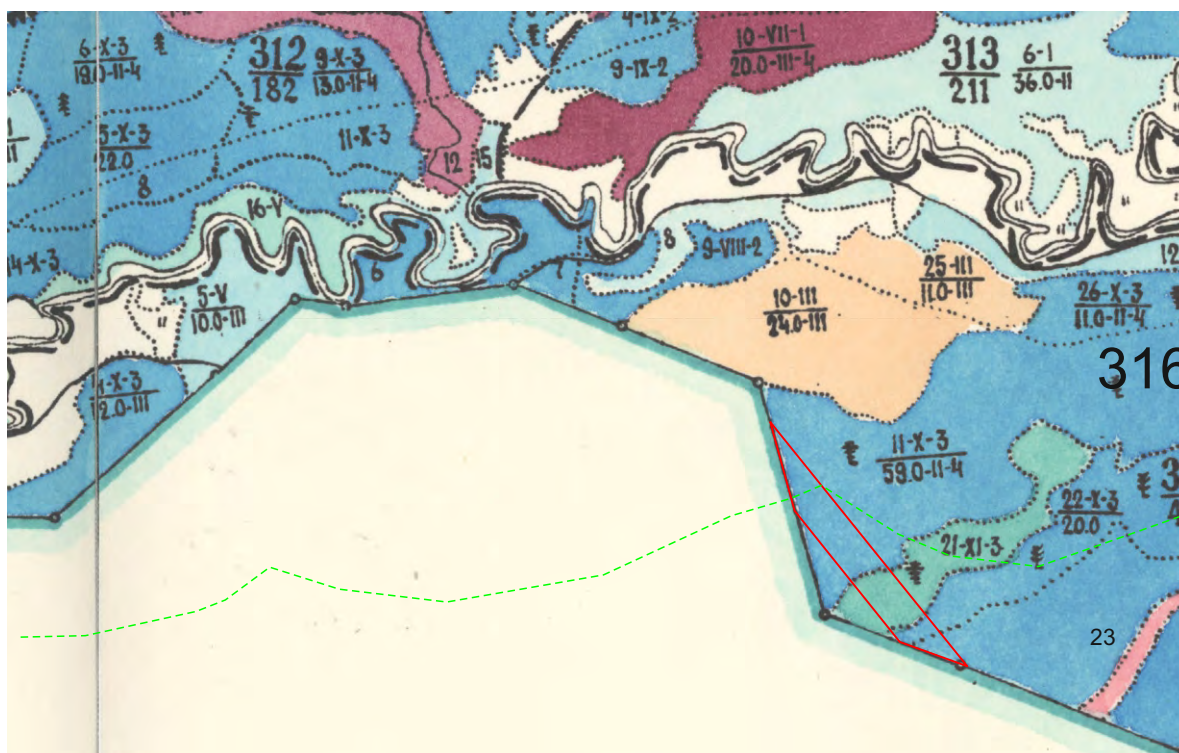 4-IX-2
6-X-3
19.0-II-4
312
182
9-X-3
13.0-II-4
10-VII-1
20.0-III-4
9-IX-2
313
211
6-1
36.0-II
5-X-3
22.0
11-X-3
8
12
15
16-V
14-X-3
6
7
8
9-VIII-2
5-V
10.0-III
10-III
24.0-III
25-III
11.0-III
12
26-X-3
11.0-II-4
316
12.0-III
11-X-3
59.0-II-4
22-X-3
20.0
21-XI-3
23